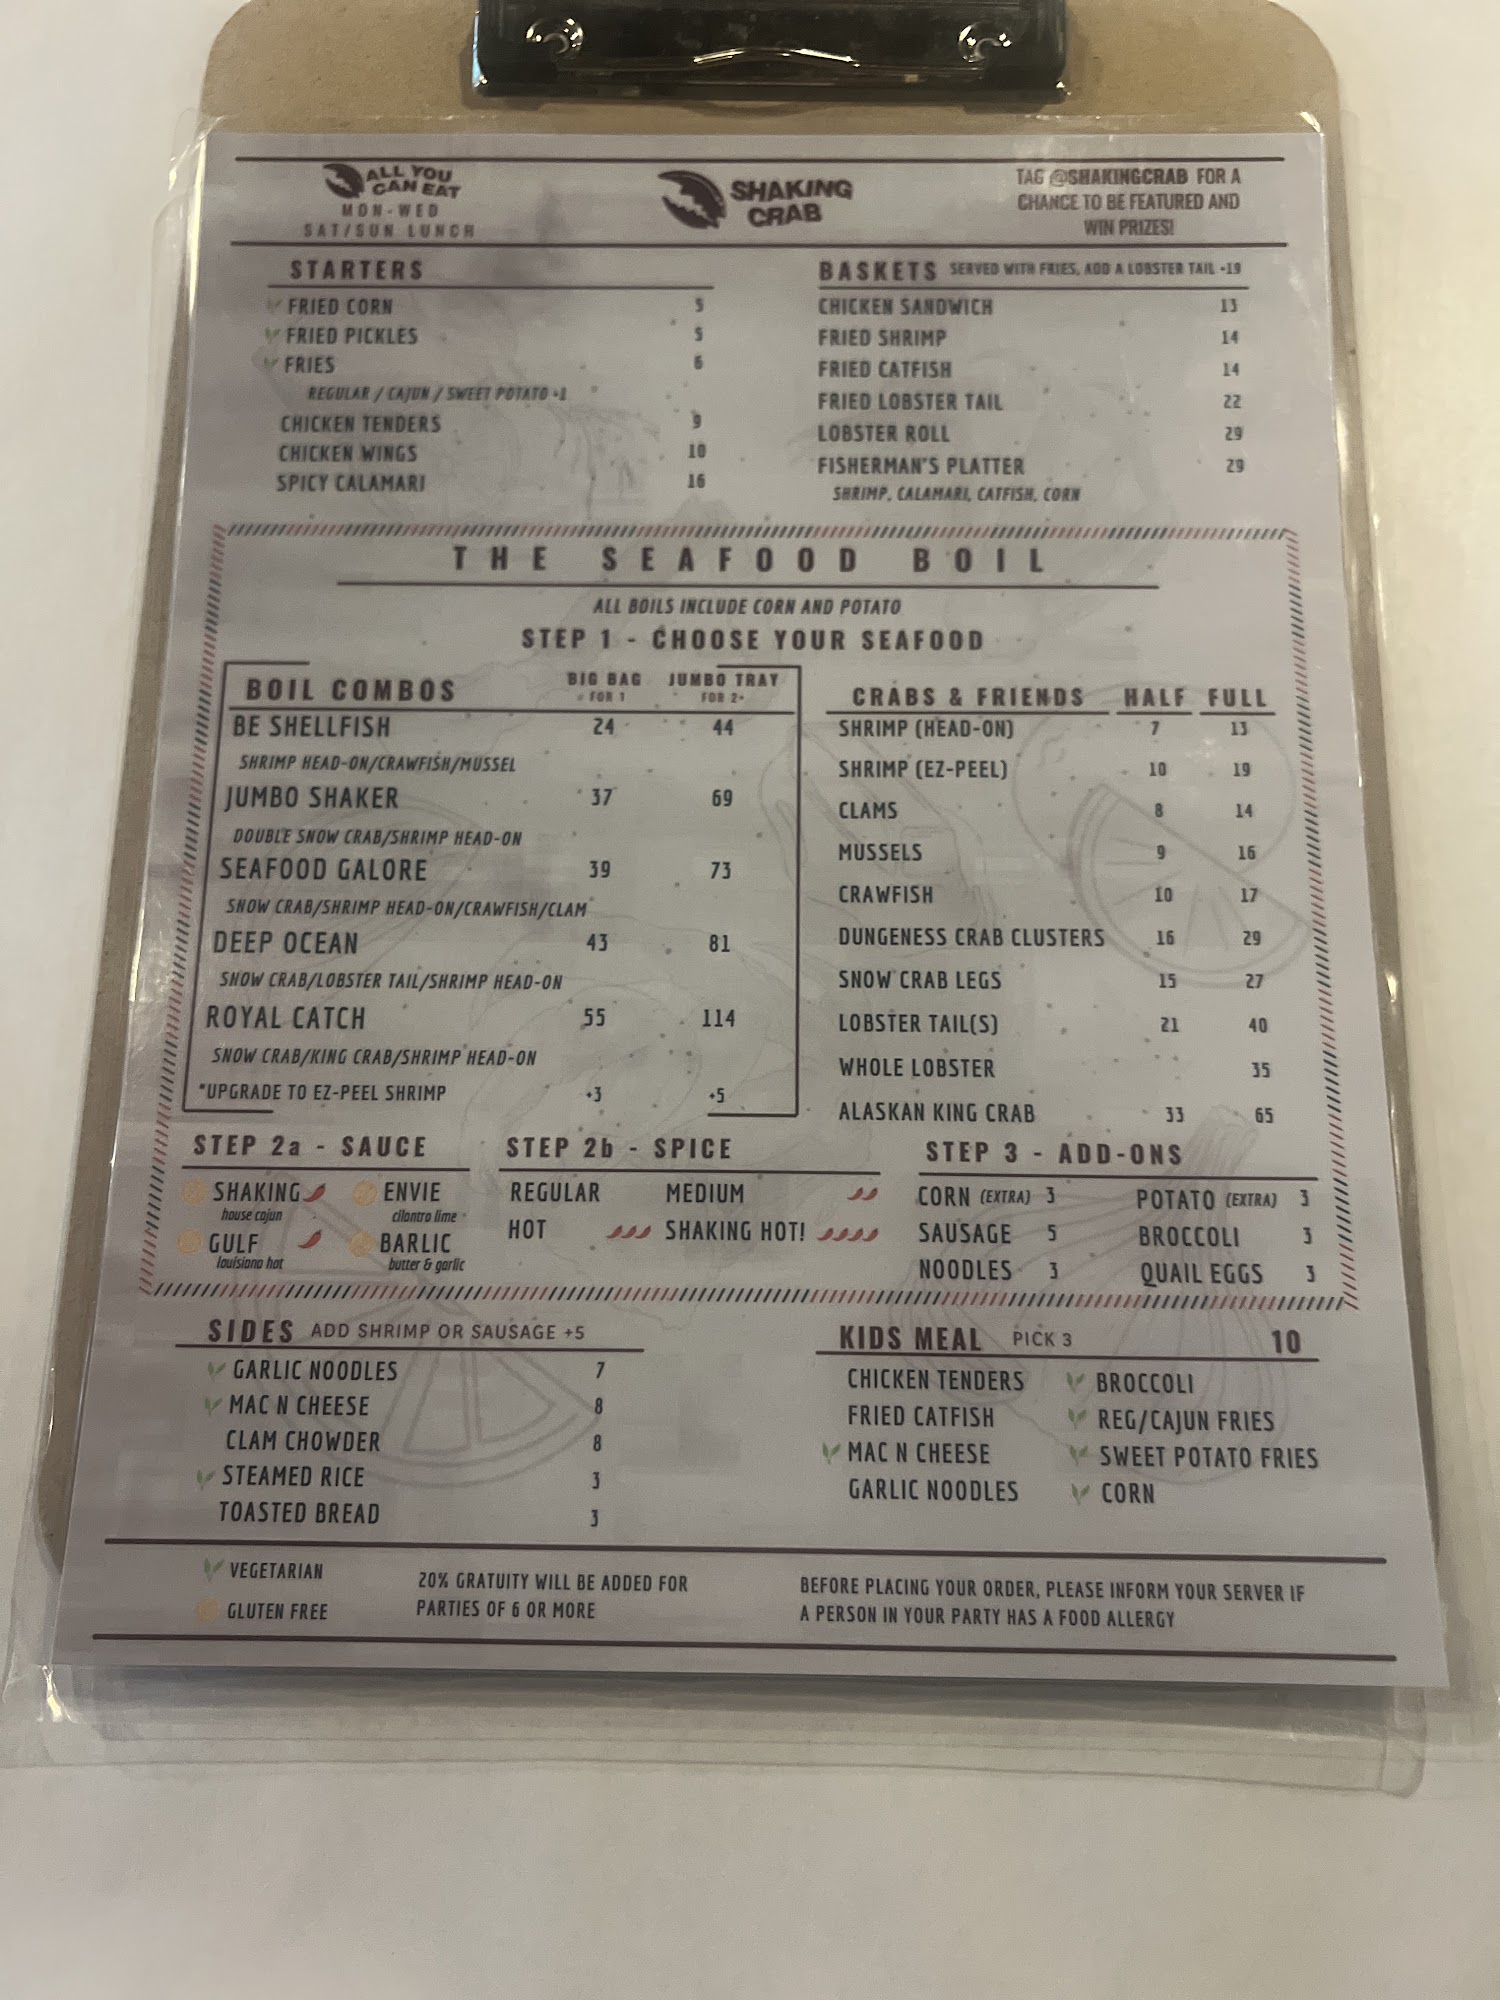 ALL YOU
CAN EAT
MON-WED
SAT/SUN LUNCH
SHAKING
CRAB
TAG @SHAKINGCRAB FOR A
CHANCE TO BE FEATURED AND
WIN PRIZES!
STARTERS
FRIED CORN 5
FRIED PICKLES 5
FRIES 6
REGULAR / CAJUN / SWEET POTATO +1
CHICKEN TENDERS 9
CHICKEN WINGS 10
SPICY CALAMARI 16
BASKETS SERVED WITH FRIES, ADD A LOBSTER TAIL +19
CHICKEN SANDWICH 13
FRIED SHRIMP 14
FRIED CATFISH 14
FRIED LOBSTER TAIL 22
LOBSTER ROLL 29
FISHERMAN'S PLATTER 29
SHRIMP, CALAMARI, CATFISH, CORN
THE SEAFOOD BOIL
ALL BOILS INCLUDE CORN AND POTATO
STEP 1 - CHOOSE YOUR SEAFOOD
BOIL COMBOS BIG BAG JUMBO TRAY
FOR 1 FOR 2+
BE SHELLFISH 24 44
SHRIMP HEAD-ON/CRAWFISH/MUSSEL
JUMBO SHAKER 37 69
DOUBLE SNOW CRAB/SHRIMP HEAD-ON
SEAFOOD GALORE 39 73
SNOW CRAB/SHRIMP HEAD-ON/CRAWFISH/CLAM
DEEP OCEAN 43 81
SNOW CRAB/LOBSTER TAIL/SHRIMP HEAD-ON
ROYAL CATCH 55 114
SNOW CRAB/KING CRAB/SHRIMP HEAD-ON
*UPGRADE TO EZ-PEEL SHRIMP +3 +5
CRABS & FRIENDS HALF FULL
SHRIMP (HEAD-ON) 7 13
SHRIMP (EZ-PEEL) 10 19
CLAMS 8 14
MUSSELS 9 16
CRAWFISH 10 17
DUNGENESS CRAB CLUSTERS 16 29
SNOW CRAB LEGS 15 27
LOBSTER TAIL(S) 21 40
WHOLE LOBSTER 35
ALASKAN KING CRAB 33 65
STEP 2a - SAUCE
SHAKING ENVIE
house cajun cilantro lime
GULF BARLIC
louisiana hot butter & garlic
STEP 2b - SPICE
REGULAR MEDIUM
HOT SHAKING HOT!
STEP 3 - ADD-ONS
CORN (EXTRA) 3 POTATO (EXTRA) 3
SAUSAGE 5 BROCCOLI 3
NOODLES 3 QUAIL EGGS 3
SIDES ADD SHRIMP OR SAUSAGE +5
GARLIC NOODLES 7
MAC N CHEESE 8
CLAM CHOWDER 8
STEAMED RICE 3
TOASTED BREAD 3
KIDS MEAL PICK 3 10
CHICKEN TENDERS BROCCOLI
FRIED CATFISH REG/CAJUN FRIES
MAC N CHEESE SWEET POTATO FRIES
GARLIC NOODLES CORN
VEGETARIAN
GLUTEN FREE
20% GRATUITY WILL BE ADDED FOR
PARTIES OF 6 OR MORE
BEFORE PLACING YOUR ORDER, PLEASE INFORM YOUR SERVER IF
A PERSON IN YOUR PARTY HAS A FOOD ALLERGY